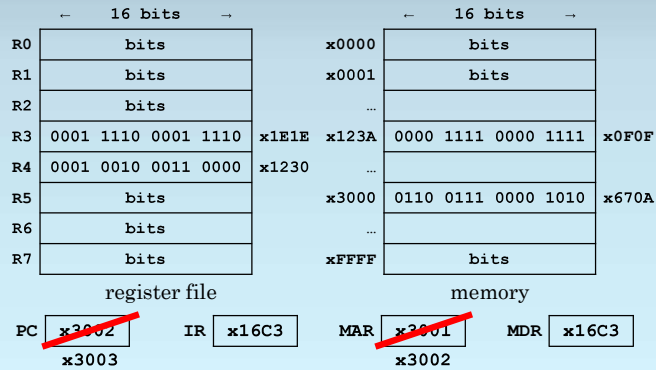 ← 16 bits → ← 16 bits →
R0 bits x0000 bits
R1 bits x0001 bits
R2 bits …
R3 0001 1110 0001 1110 x1E1E x123A 0000 1111 0000 1111 x0F0F
R4 0001 0010 0011 0000 x1230 …
R5 bits x3000 0110 0111 0000 1010 x670A
R6 bits …
R7 bits xFFFF bits
register file memory
PC x3002 IR x16C3 MAR x3001 MDR x16C3
x3003 x3002